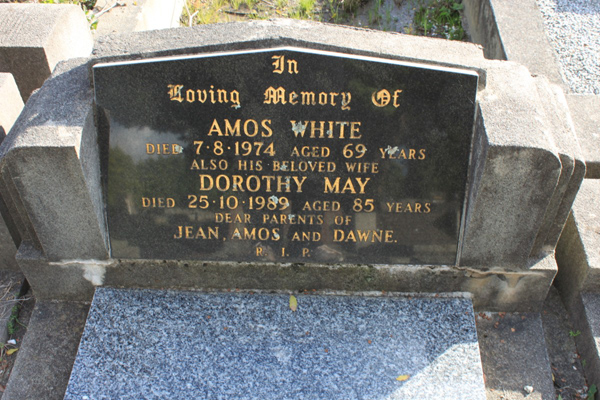 In
Loving Memory Of
AMOS WHITE
DIED 7·8·1974 AGED 69 YEARS
ALSO HIS BELOVED WIFE
DOROTHY MAY
DIED 25·10·1989 AGED 85 YEARS
DEAR PARENTS OF
JEAN, AMOS AND DAWNE.
R.I.P.